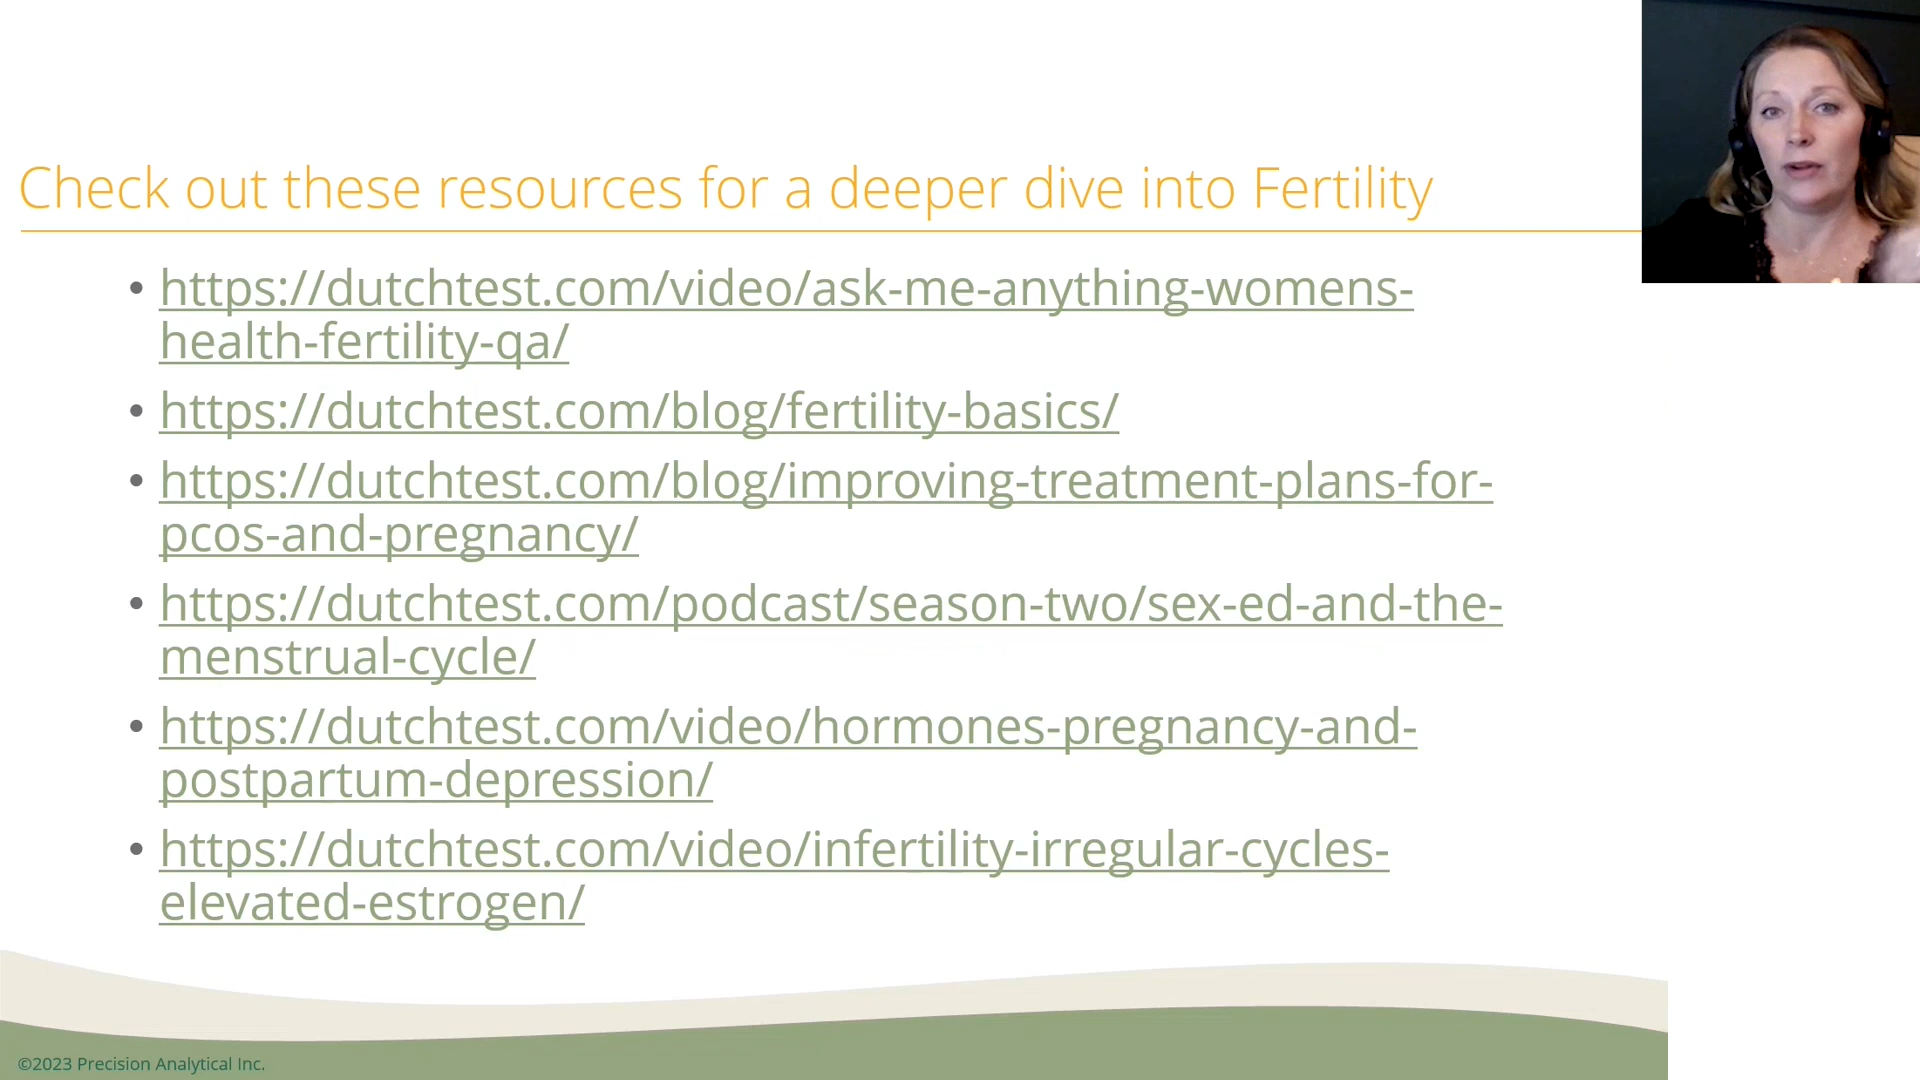 Check out these resources for a deeper dive into Fertility
• https://dutchtest.com/video/ask-me-anything-womens-
health-fertility-qa/
• https://dutchtest.com/blog/fertility-basics/
• https://dutchtest.com/blog/improving-treatment-plans-for-
pcos-and-pregnancy/
• https://dutchtest.com/podcast/season-two/sex-ed-and-the-
menstrual-cycle/
• https://dutchtest.com/video/hormones-pregnancy-and-
postpartum-depression/
• https://dutchtest.com/video/infertility-irregular-cycles-
elevated-estrogen/
©2023 Precision Analytical Inc.